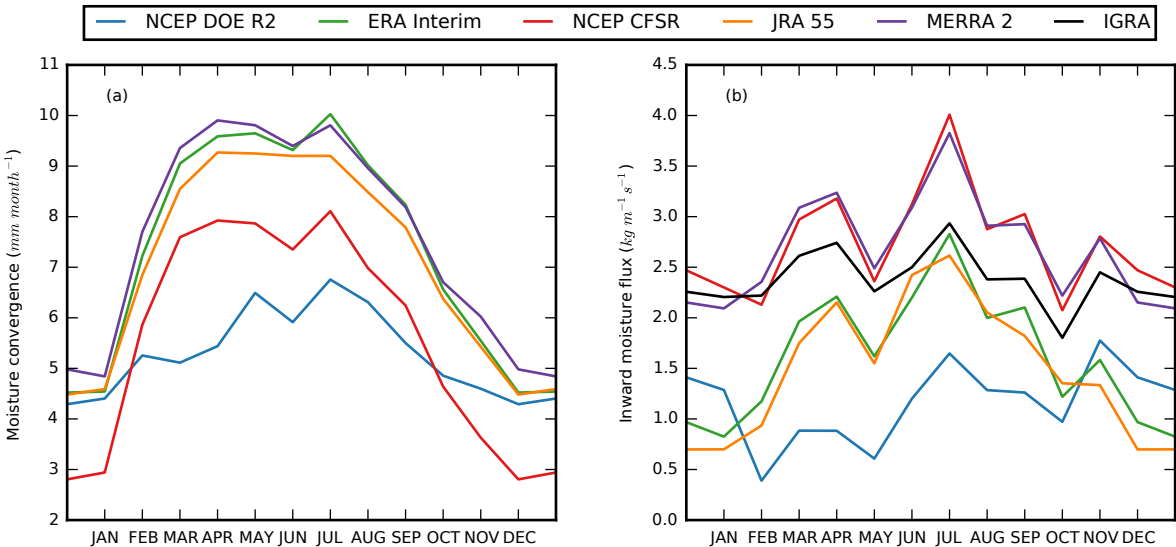 NCEP DOE R2 ERA Interim NCEP CFSR JRA 55 MERRA 2 IGRA
(a)
Moisture convergence (mm month⁻¹)
11
10
9
8
7
6
5
4
3
2
JAN FEB MAR APR MAY JUN JUL AUG SEP OCT NOV DEC
(b)
Inward moisture flux (kg m⁻¹ s⁻¹)
4.5
4.0
3.5
3.0
2.5
2.0
1.5
1.0
0.5
0.0
JAN FEB MAR APR MAY JUN JUL AUG SEP OCT NOV DEC